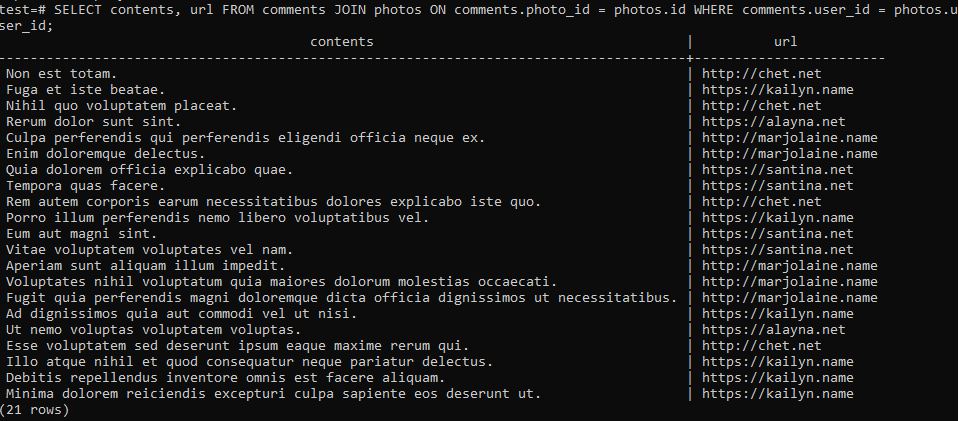 test=# SELECT contents, url FROM comments JOIN photos ON comments.photo_id = photos.id WHERE comments.user_id = photos.u
ser_id;
contents | url
----------------------------------------------------------------------------------------+------------------------
Non est totam. | http://chet.net
Fuga et iste beatae. | https://kailyn.name
Nihil quo voluptatem placeat. | http://chet.net
Rerum dolor sunt sint. | https://alayna.net
Culpa perferendis qui perferendis eligendi officia neque ex. | http://marjolaine.name
Enim doloremque delectus. | http://marjolaine.name
Quia dolorem officia explicabo quae. | https://santina.net
Tempora quas facere. | https://santina.net
Rem autem corporis earum necessitatibus dolores explicabo iste quo. | http://chet.net
Porro illum perferendis nemo libero voluptatibus vel. | https://kailyn.name
Eum aut magni sint. | https://santina.net
Vitae voluptatem voluptates vel nam. | https://santina.net
Aperiam sunt aliquam illum impedit. | http://marjolaine.name
Voluptates nihil voluptatum quia maiores dolorum molestias occaecati. | http://marjolaine.name
Fugit quia perferendis magni doloremque dicta officia dignissimos ut necessitatibus. | http://marjolaine.name
Ad dignissimos quia aut commodi vel ut nisi. | https://kailyn.name
Ut nemo voluptas voluptatem voluptas. | https://alayna.net
Esse voluptatem sed deserunt ipsum eaque maxime rerum qui. | http://chet.net
Illo atque nihil et quod consequatur neque pariatur delectus. | https://kailyn.name
Debitis repellendus inventore omnis est facere aliquam. | https://kailyn.name
Minima dolorem reiciendis excepturi culpa sapiente eos deserunt ut. | https://kailyn.name
(21 rows)